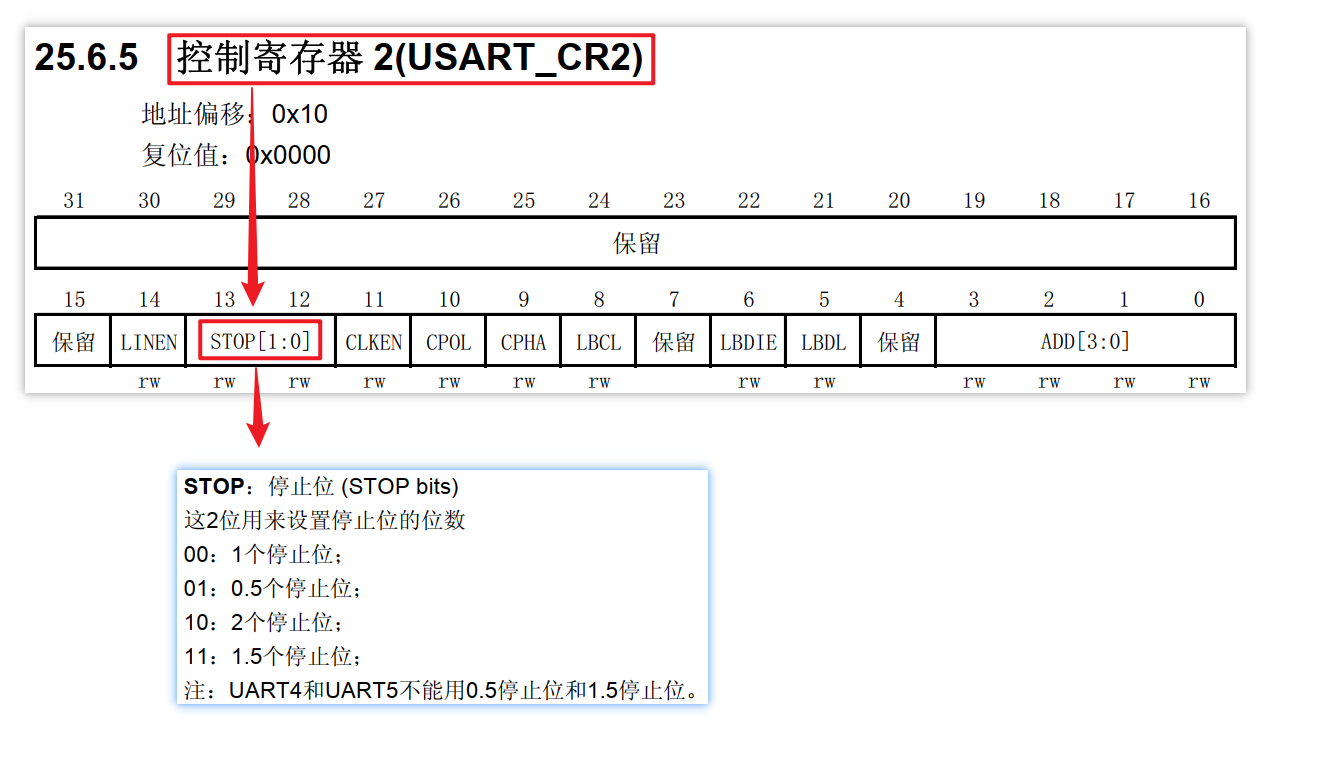 25.6.5 控制寄存器 2(USART_CR2)
地址偏移：0x10
复位值：0x0000
31 30 29 28 27 26 25 24 23 22 21 20 19 18 17 16
保留
15 14 13 12 11 10 9 8 7 6 5 4 3 2 1 0
保留 LINEN STOP[1:0] CLKEN CPOL CPHA LBCL 保留 LBDIE LBDL 保留 ADD[3:0]
rw rw rw rw rw rw rw rw rw rw rw rw rw
STOP：停止位 (STOP bits)
这2位用来设置停止位的位数
00：1个停止位；
01：0.5个停止位；
10：2个停止位；
11：1.5个停止位；
注：UART4和UART5不能用0.5停止位和1.5停止位。